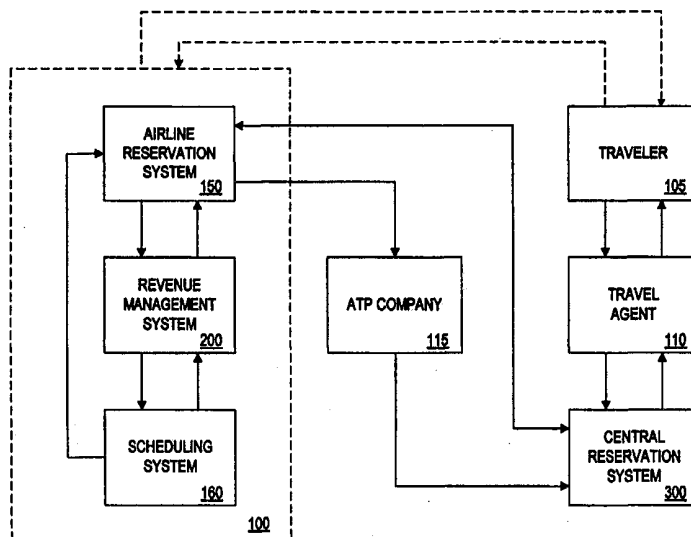 AIRLINE
RESERVATION
SYSTEM
150
TRAVELER
105
REVENUE
MANAGEMENT
SYSTEM
200
ATP COMPANY
115
TRAVEL
AGENT
110
SCHEDULING
SYSTEM
160
CENTRAL
RESERVATION
SYSTEM
300
100